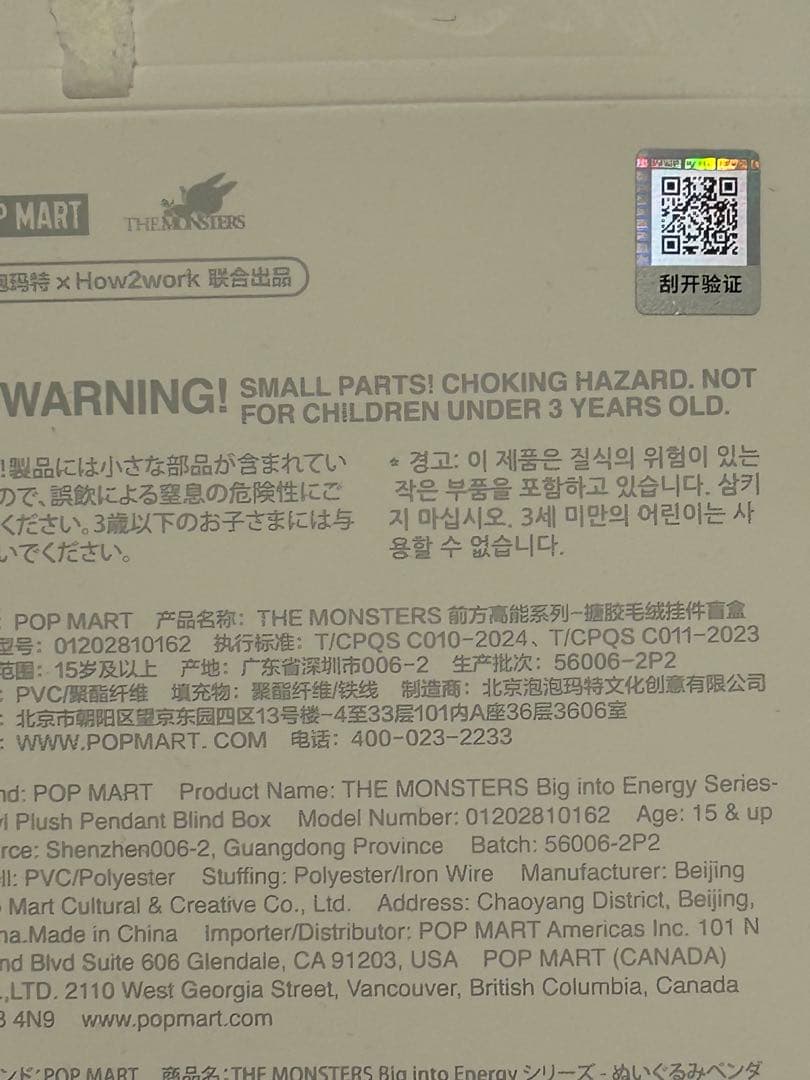 P MART THE MONSTERS
刮开验证
泡玛特 x How2work 联合出品
WARNING! SMALL PARTS! CHOKING HAZARD. NOT
FOR CHILDREN UNDER 3 YEARS OLD.
!製品には小さな部品が含まれてい
ので、誤飲による窒息の危険性にご
ください。3歳以下のお子さまには与
いでください。
* 경고: 이 제품은 질식의 위험이 있는
작은 부품을 포함하고 있습니다. 삼키
지 마십시오. 3세 미만의 어린이는 사
용할 수 없습니다.
: POP MART 产品名称: THE MONSTERS 前方高能系列-搪胶毛绒挂件盲盒
型号: 01202810162 执行标准: T/CPQS C010-2024、T/CPQS C011-2023
范围: 15岁及以上 产地: 广东省深圳市006-2 生产批次: 56006-2P2
: PVC/聚酯纤维 填充物: 聚酯纤维/铁线 制造商: 北京泡泡玛特文化创意有限公司
: 北京市朝阳区望京东园四区13号楼-4至33层101内A座36层3606室
: WWW.POPMART. COM 电话: 400-023-2233
nd: POP MART Product Name: THE MONSTERS Big into Energy Series-
yl Plush Pendant Blind Box Model Number: 01202810162 Age: 15 & up
rce: Shenzhen006-2, Guangdong Province Batch: 56006-2P2
ll: PVC/Polyester Stuffing: Polyester/Iron Wire Manufacturer: Beijing
p Mart Cultural & Creative Co., Ltd. Address: Chaoyang District, Beijing,
na.Made in China Importer/Distributor: POP MART Americas Inc. 101 N
nd Blvd Suite 606 Glendale, CA 91203, USA POP MART (CANADA)
.,LTD. 2110 West Georgia Street, Vancouver, British Columbia, Canada
4N9 www.popmart.com
ンド: POP MART 商品名: THE MONSTERS Big into Energy シリーズ - ぬいぐるみペンダ